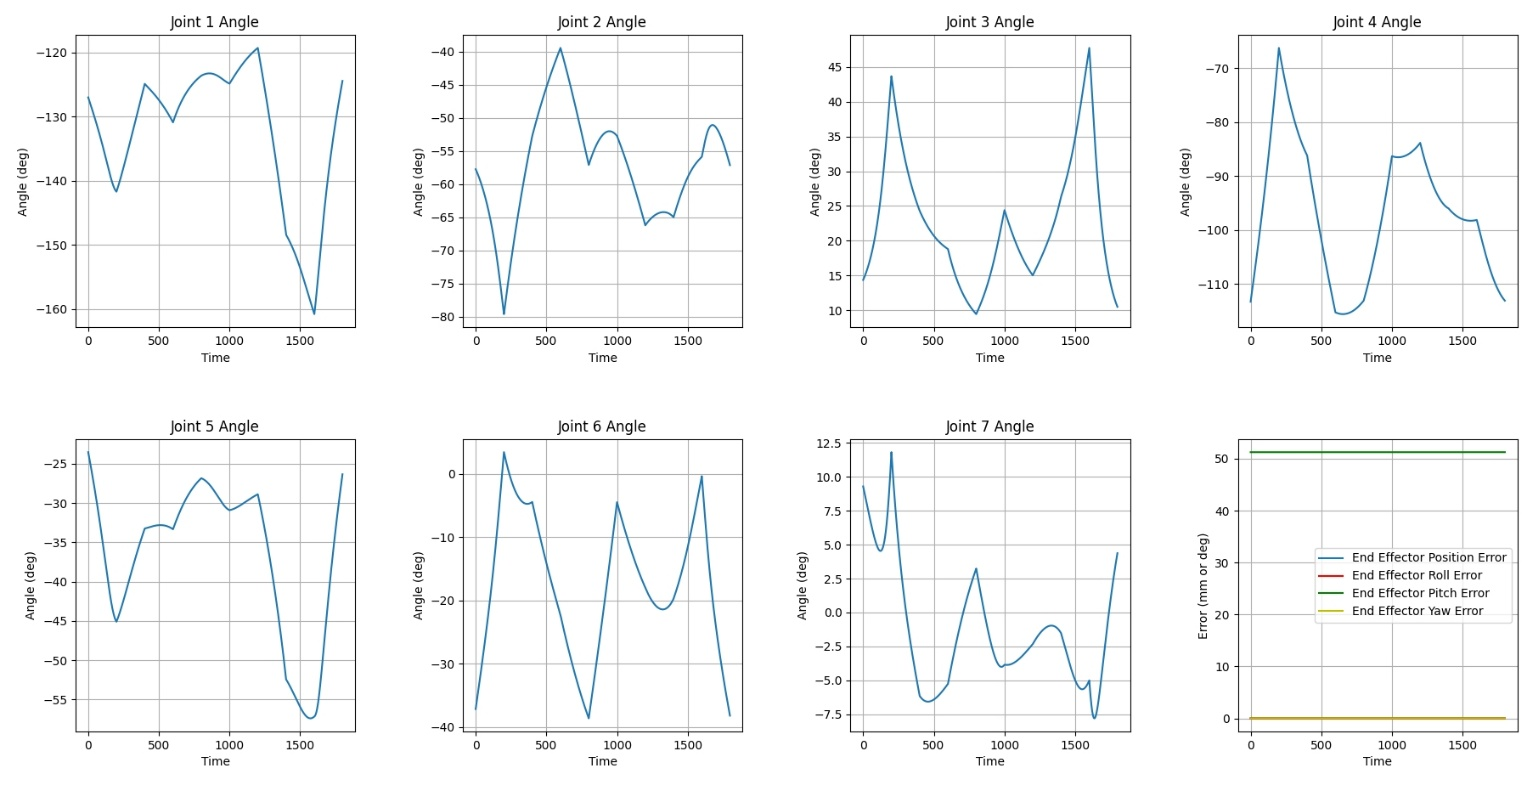 Joint 1 Angle
−120
−130
−140
−150
−160
Angle (deg)
0 500 1000 1500
Time
Joint 2 Angle
−40
−45
−50
−55
−60
−65
−70
−75
−80
Angle (deg)
0 500 1000 1500
Time
Joint 3 Angle
45
40
35
30
25
20
15
10
Angle (deg)
0 500 1000 1500
Time
Joint 4 Angle
−70
−80
−90
−100
−110
Angle (deg)
0 500 1000 1500
Time
Joint 5 Angle
−25
−30
−35
−40
−45
−50
−55
Angle (deg)
0 500 1000 1500
Time
Joint 6 Angle
0
−10
−20
−30
−40
Angle (deg)
0 500 1000 1500
Time
Joint 7 Angle
12.5
10.0
7.5
5.0
2.5
0.0
−2.5
−5.0
−7.5
Angle (deg)
0 500 1000 1500
Time
50
40
30
20
10
0
Error (mm or deg)
End Effector Position Error
End Effector Roll Error
End Effector Pitch Error
End Effector Yaw Error
0 500 1000 1500
Time